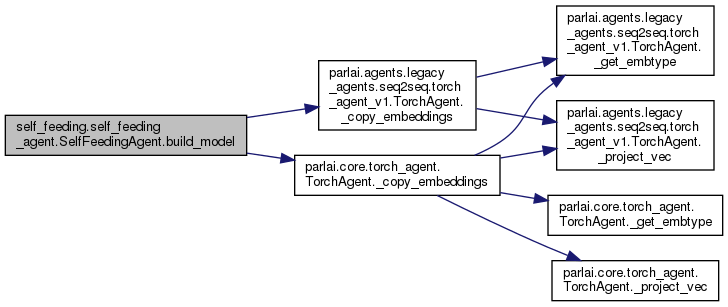 self_feeding.self_feeding
_agent.SelfFeedingAgent.build_model
parlai.agents.legacy
_agents.seq2seq.torch
_agent_v1.TorchAgent.
_copy_embeddings
parlai.core.torch_agent.
TorchAgent._copy_embeddings
parlai.agents.legacy
_agents.seq2seq.torch
_agent_v1.TorchAgent.
_get_embtype
parlai.agents.legacy
_agents.seq2seq.torch
_agent_v1.TorchAgent.
_project_vec
parlai.core.torch_agent.
TorchAgent._get_embtype
parlai.core.torch_agent.
TorchAgent._project_vec